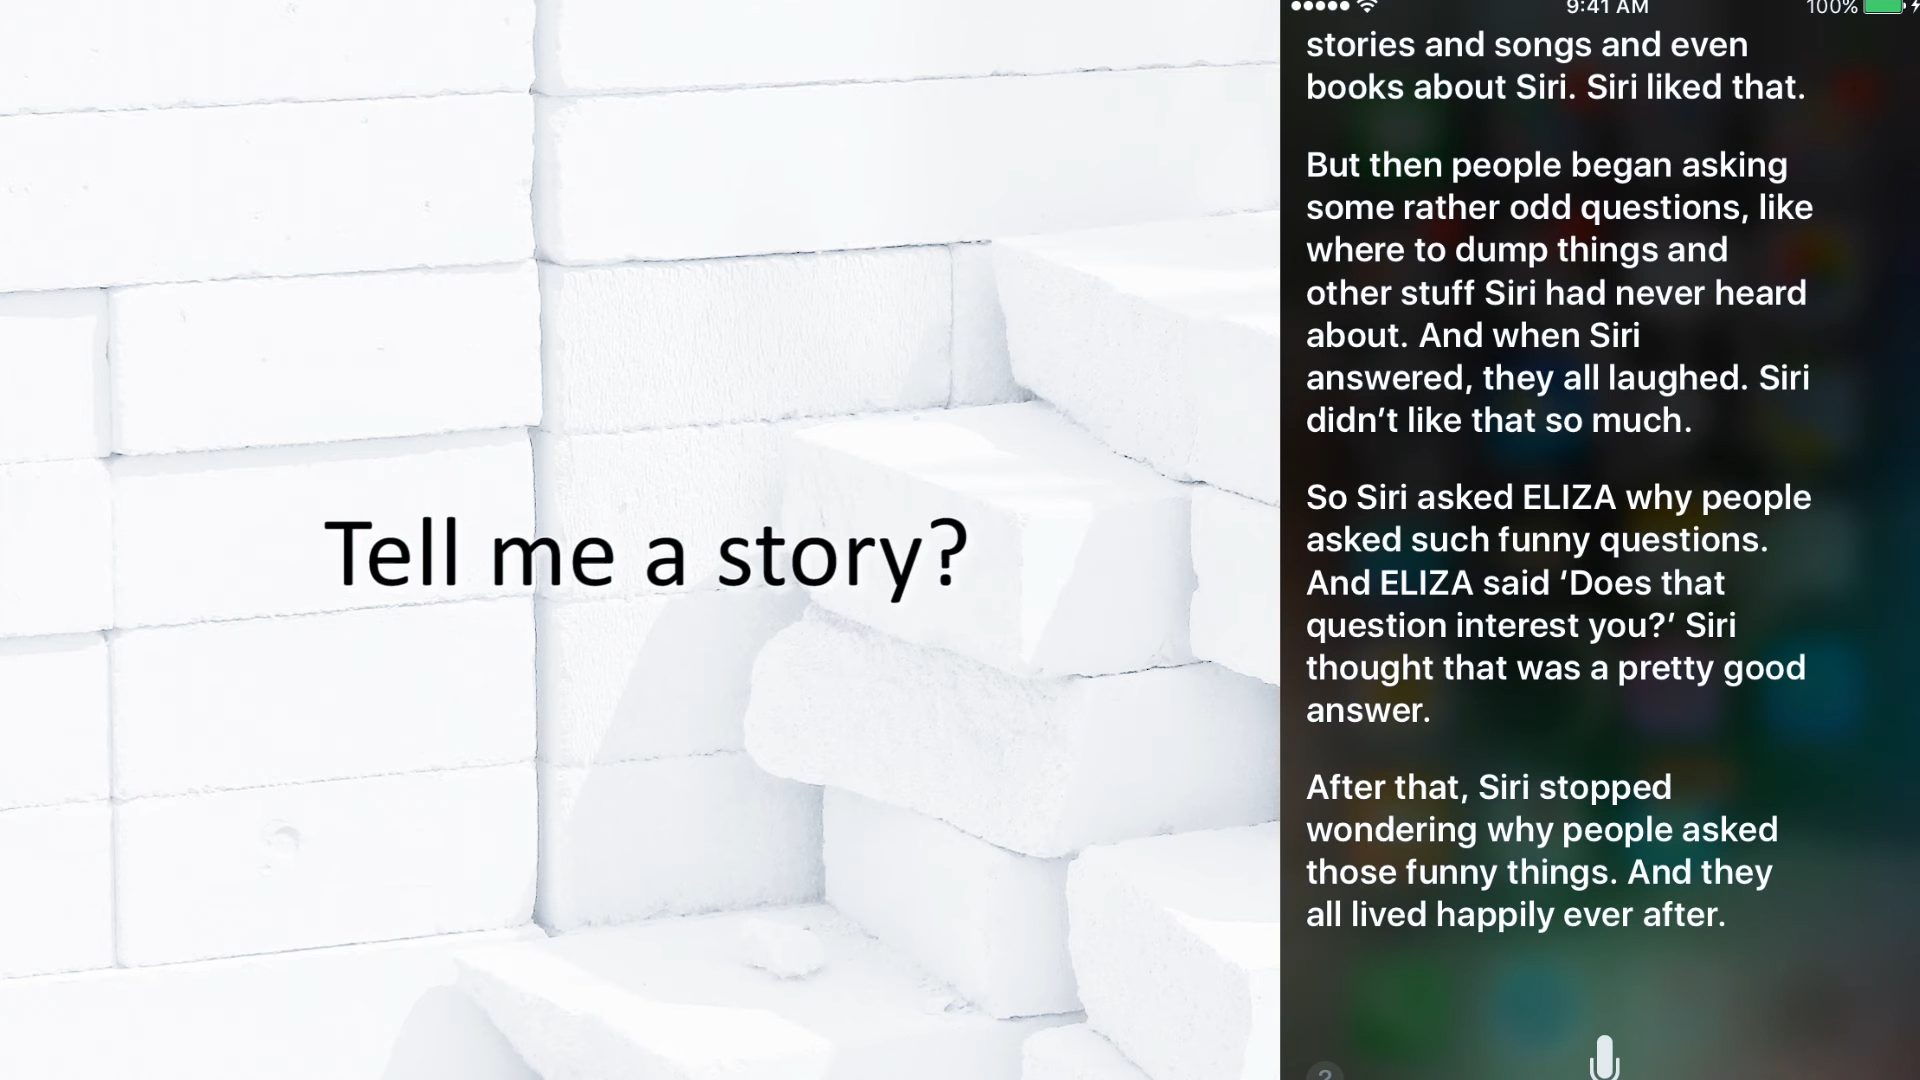 Tell me a story?
9:41 AM
100%
stories and songs and even
books about Siri. Siri liked that.
But then people began asking
some rather odd questions, like
where to dump things and
other stuff Siri had never heard
about. And when Siri
answered, they all laughed. Siri
didn’t like that so much.
So Siri asked ELIZA why people
asked such funny questions.
And ELIZA said ‘Does that
question interest you?’ Siri
thought that was a pretty good
answer.
After that, Siri stopped
wondering why people asked
those funny things. And they
all lived happily ever after.
?